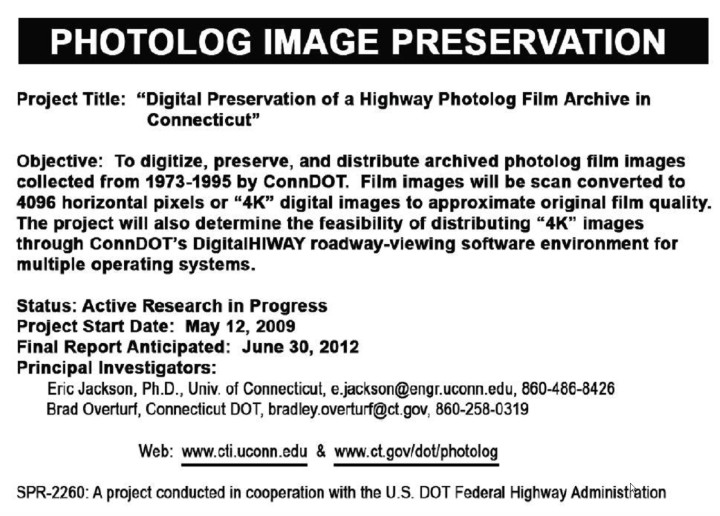 PHOTOLOG IMAGE PRESERVATION
Project Title: “Digital Preservation of a Highway Photolog Film Archive in
Connecticut”
Objective: To digitize, preserve, and distribute archived photolog film images
collected from 1973-1995 by ConnDOT. Film images will be scan converted to
4096 horizontal pixels or “4K” digital images to approximate original film quality.
The project will also determine the feasibility of distributing “4K” images
through ConnDOT’s DigitalHIWAY roadway-viewing software environment for
multiple operating systems.
Status: Active Research in Progress
Project Start Date: May 12, 2009
Final Report Anticipated: June 30, 2012
Principal Investigators:
Eric Jackson, Ph.D., Univ. of Connecticut, e.jackson@engr.uconn.edu, 860-486-8426
Brad Overturf, Connecticut DOT, bradley.overturf@ct.gov, 860-258-0319
Web: www.cti.uconn.edu & www.ct.gov/dot/photolog
SPR-2260: A project conducted in cooperation with the U.S. DOT Federal Highway Administration